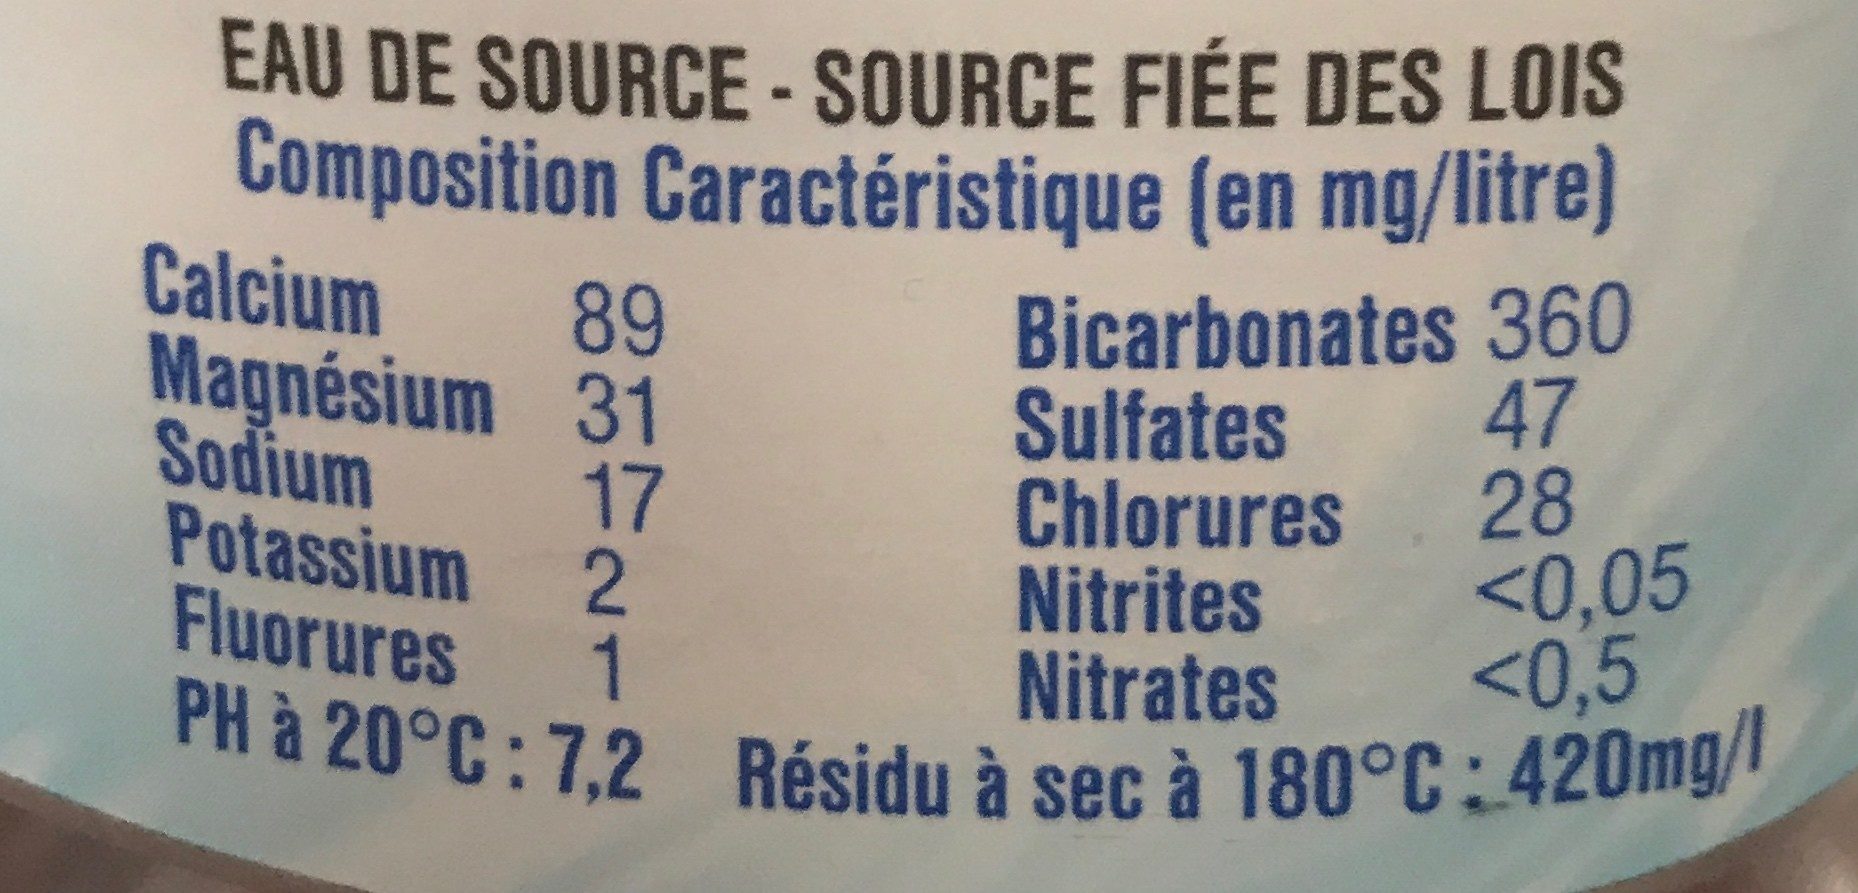 EAU DE SOURCE - SOURCE FIÉE DES LOIS
Composition Caractéristique (en mg/litre)
Calcium 89 Bicarbonates 360
Magnésium 31 Sulfates 47
Sodium 17 Chlorures 28
Potassium 2 Nitrites <0,05
Fluorures 1 Nitrates <0,5
PH à 20°C : 7,2 Résidu à sec à 180°C : 420mg/l